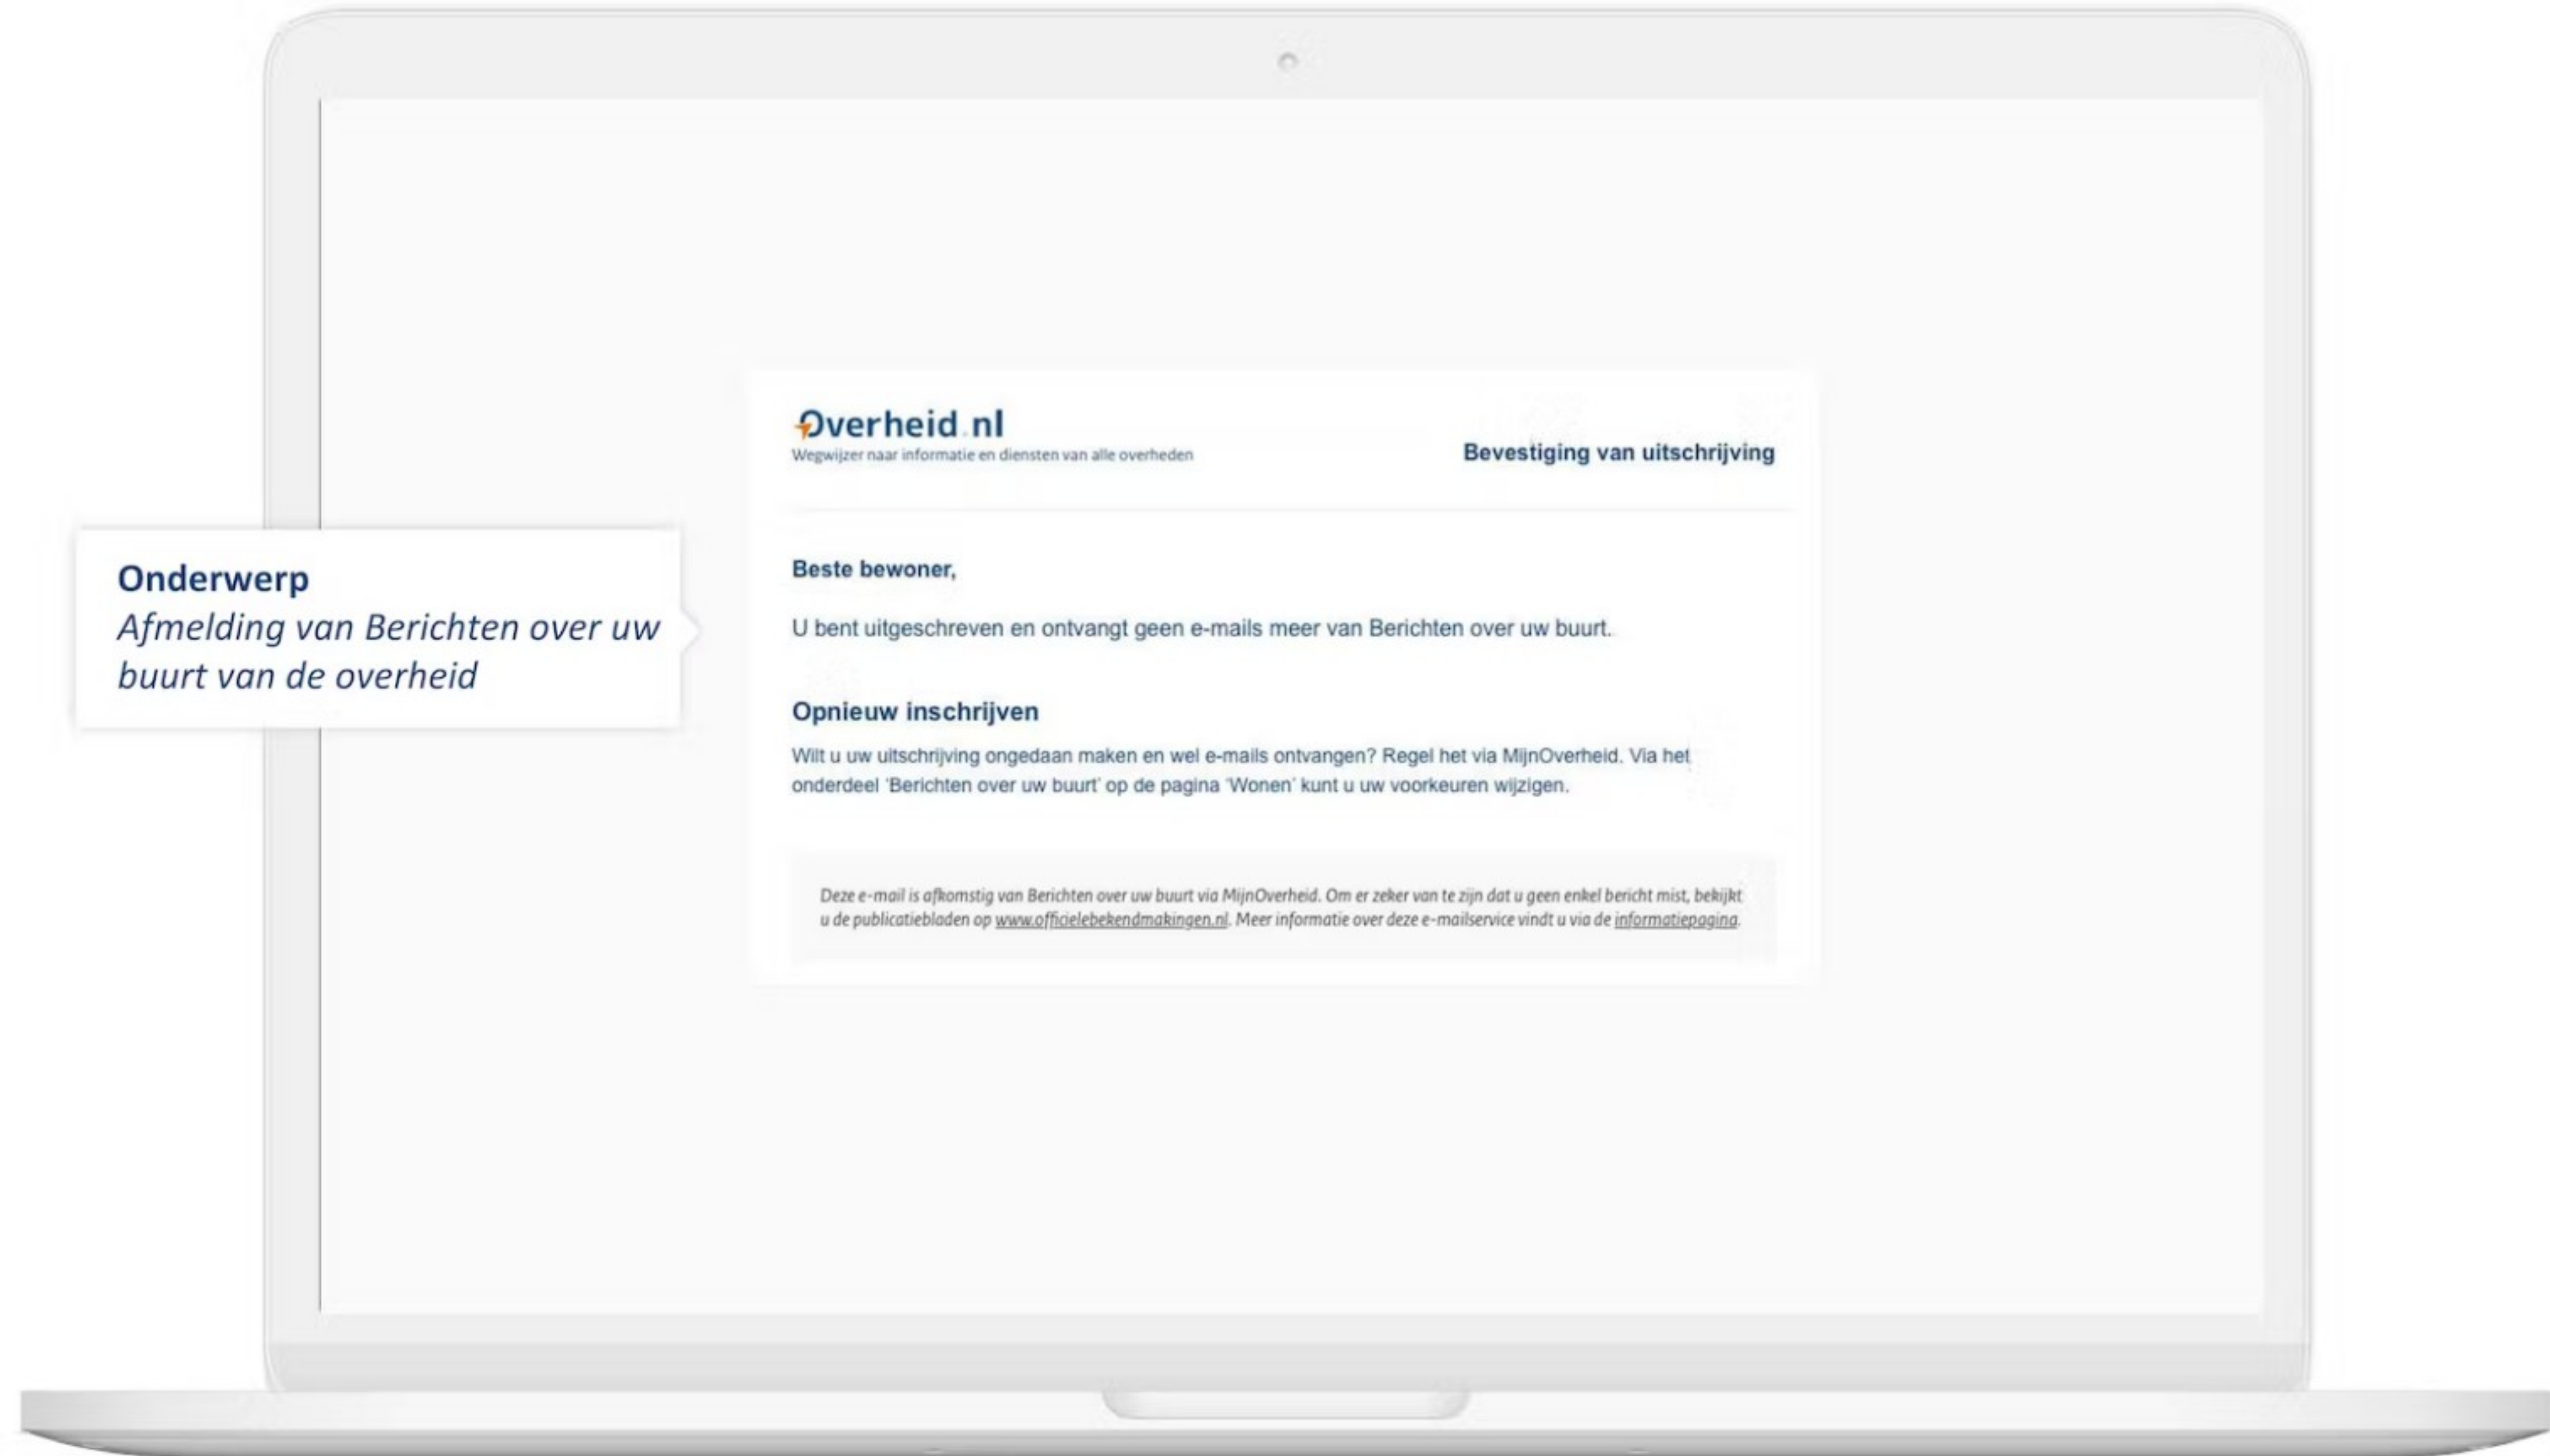 Overheid.nl
Wegwijzer naar informatie en diensten van alle overheden
Bevestiging van uitschrijving
Onderwerp
Afmelding van Berichten over uw
buurt van de overheid
Beste bewoner,
U bent uitgeschreven en ontvangt geen e-mails meer van Berichten over uw buurt.
Opnieuw inschrijven
Wilt u uw uitschrijving ongedaan maken en wel e-mails ontvangen? Regel het via MijnOverheid. Via het
onderdeel 'Berichten over uw buurt' op de pagina 'Wonen' kunt u uw voorkeuren wijzigen.
Deze e-mail is afkomstig van Berichten over uw buurt via MijnOverheid. Om er zeker van te zijn dat u geen enkel bericht mist, bekijkt
u de publicatiebladen op www.officielebekendmakingen.nl. Meer informatie over deze e-mailservice vindt u via de informatiepagina.